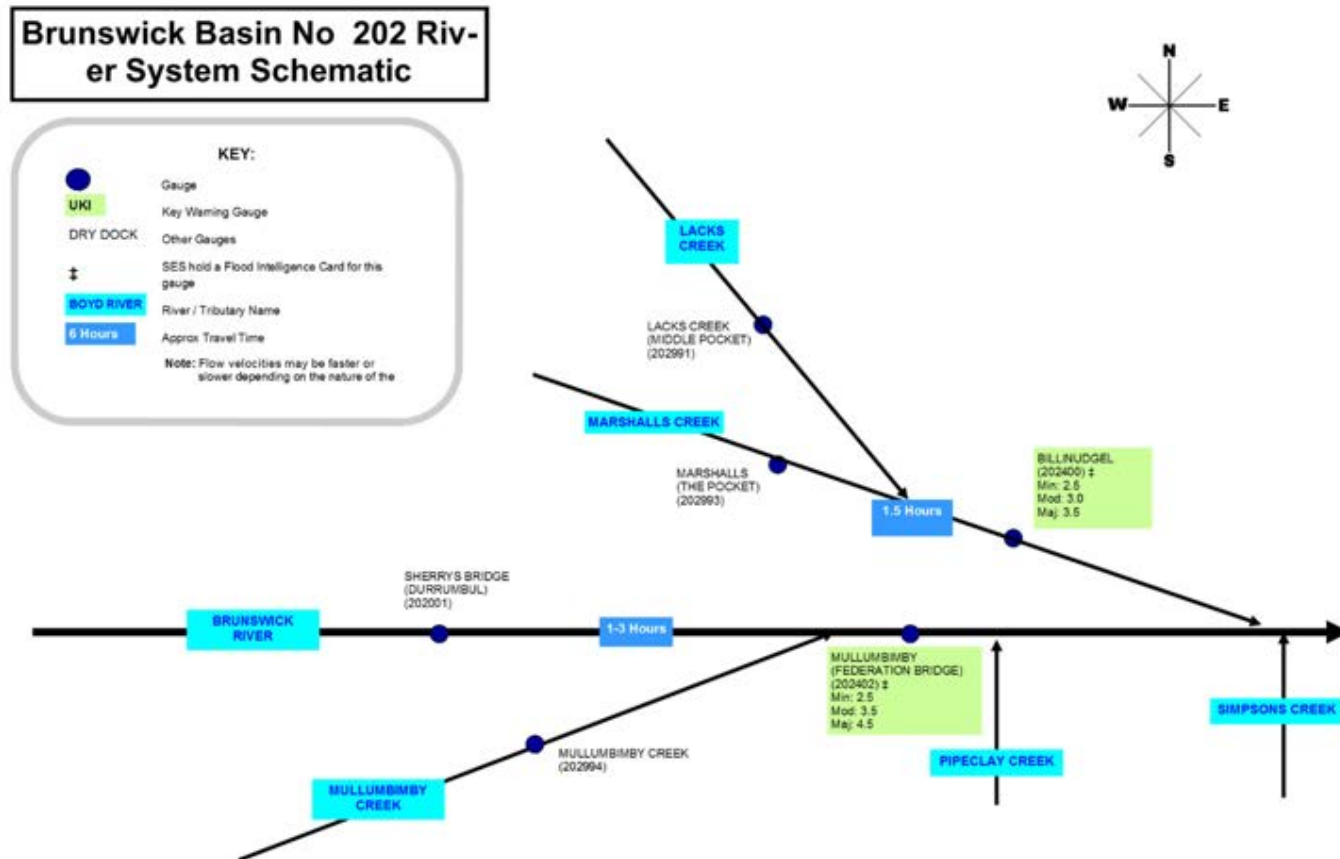 Brunswick Basin No 202 Riv-
er System Schematic
KEY:
Gauge
UKI
Key Warning Gauge
DRY DOCK
Other Gauges
‡
SES hold a Flood Intelligence Card for this
gauge
BOYD RIVER
River / Tributary Name
6 Hours
Approx Travel Time
Note: Flow velocities may be faster or
slower depending on the nature of the
N
W
E
S
LACKS
CREEK
LACKS CREEK
(MIDDLE POCKET)
(202991)
MARSHALLS CREEK
MARSHALLS
(THE POCKET)
(202993)
1.5 Hours
BILLINUDGEL
(202400) ‡
Min: 2.5
Mod: 3.0
Maj: 3.5
SHERRYS BRIDGE
(DURRUMBUL)
(202001)
BRUNSWICK
RIVER
1-3 Hours
MULLUMBIMBY
(FEDERATION BRIDGE)
(202402) ‡
Min: 2.5
Mod: 3.5
Maj: 4.5
SIMPSONS CREEK
MULLUMBIMBY CREEK
(202994)
PIPECLAY CREEK
MULLUMBIMBY
CREEK